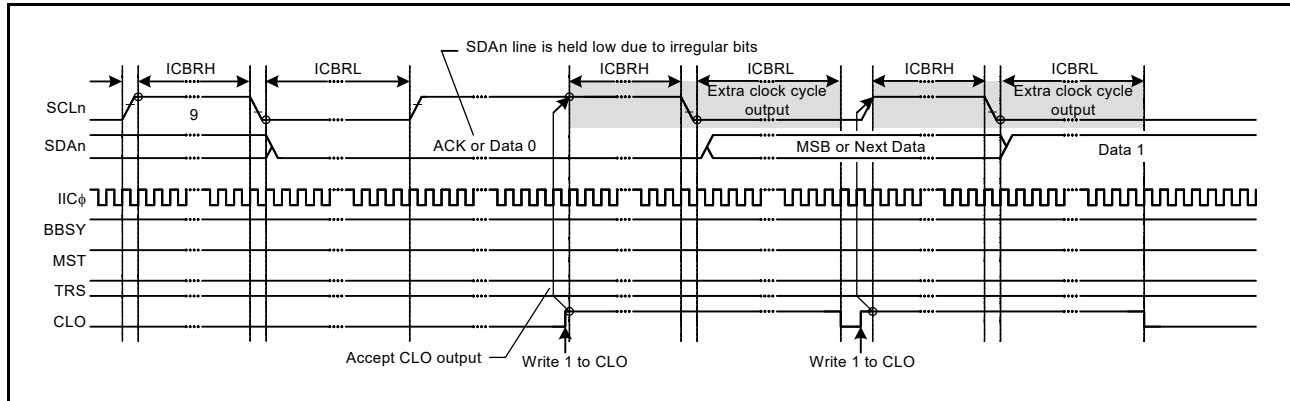 SDAn line is held low due to irregular bits
ICBRH
ICBRL
ICBRH
ICBRL
ICBRH
ICBRL
SCLn
9
Extra clock cycle
output
Extra clock cycle
output
SDAn
ACK or Data 0
MSB or Next Data
Data 1
IICϕ
BBSY
MST
TRS
CLO
Accept CLO output
Write 1 to CLO
Write 1 to CLO